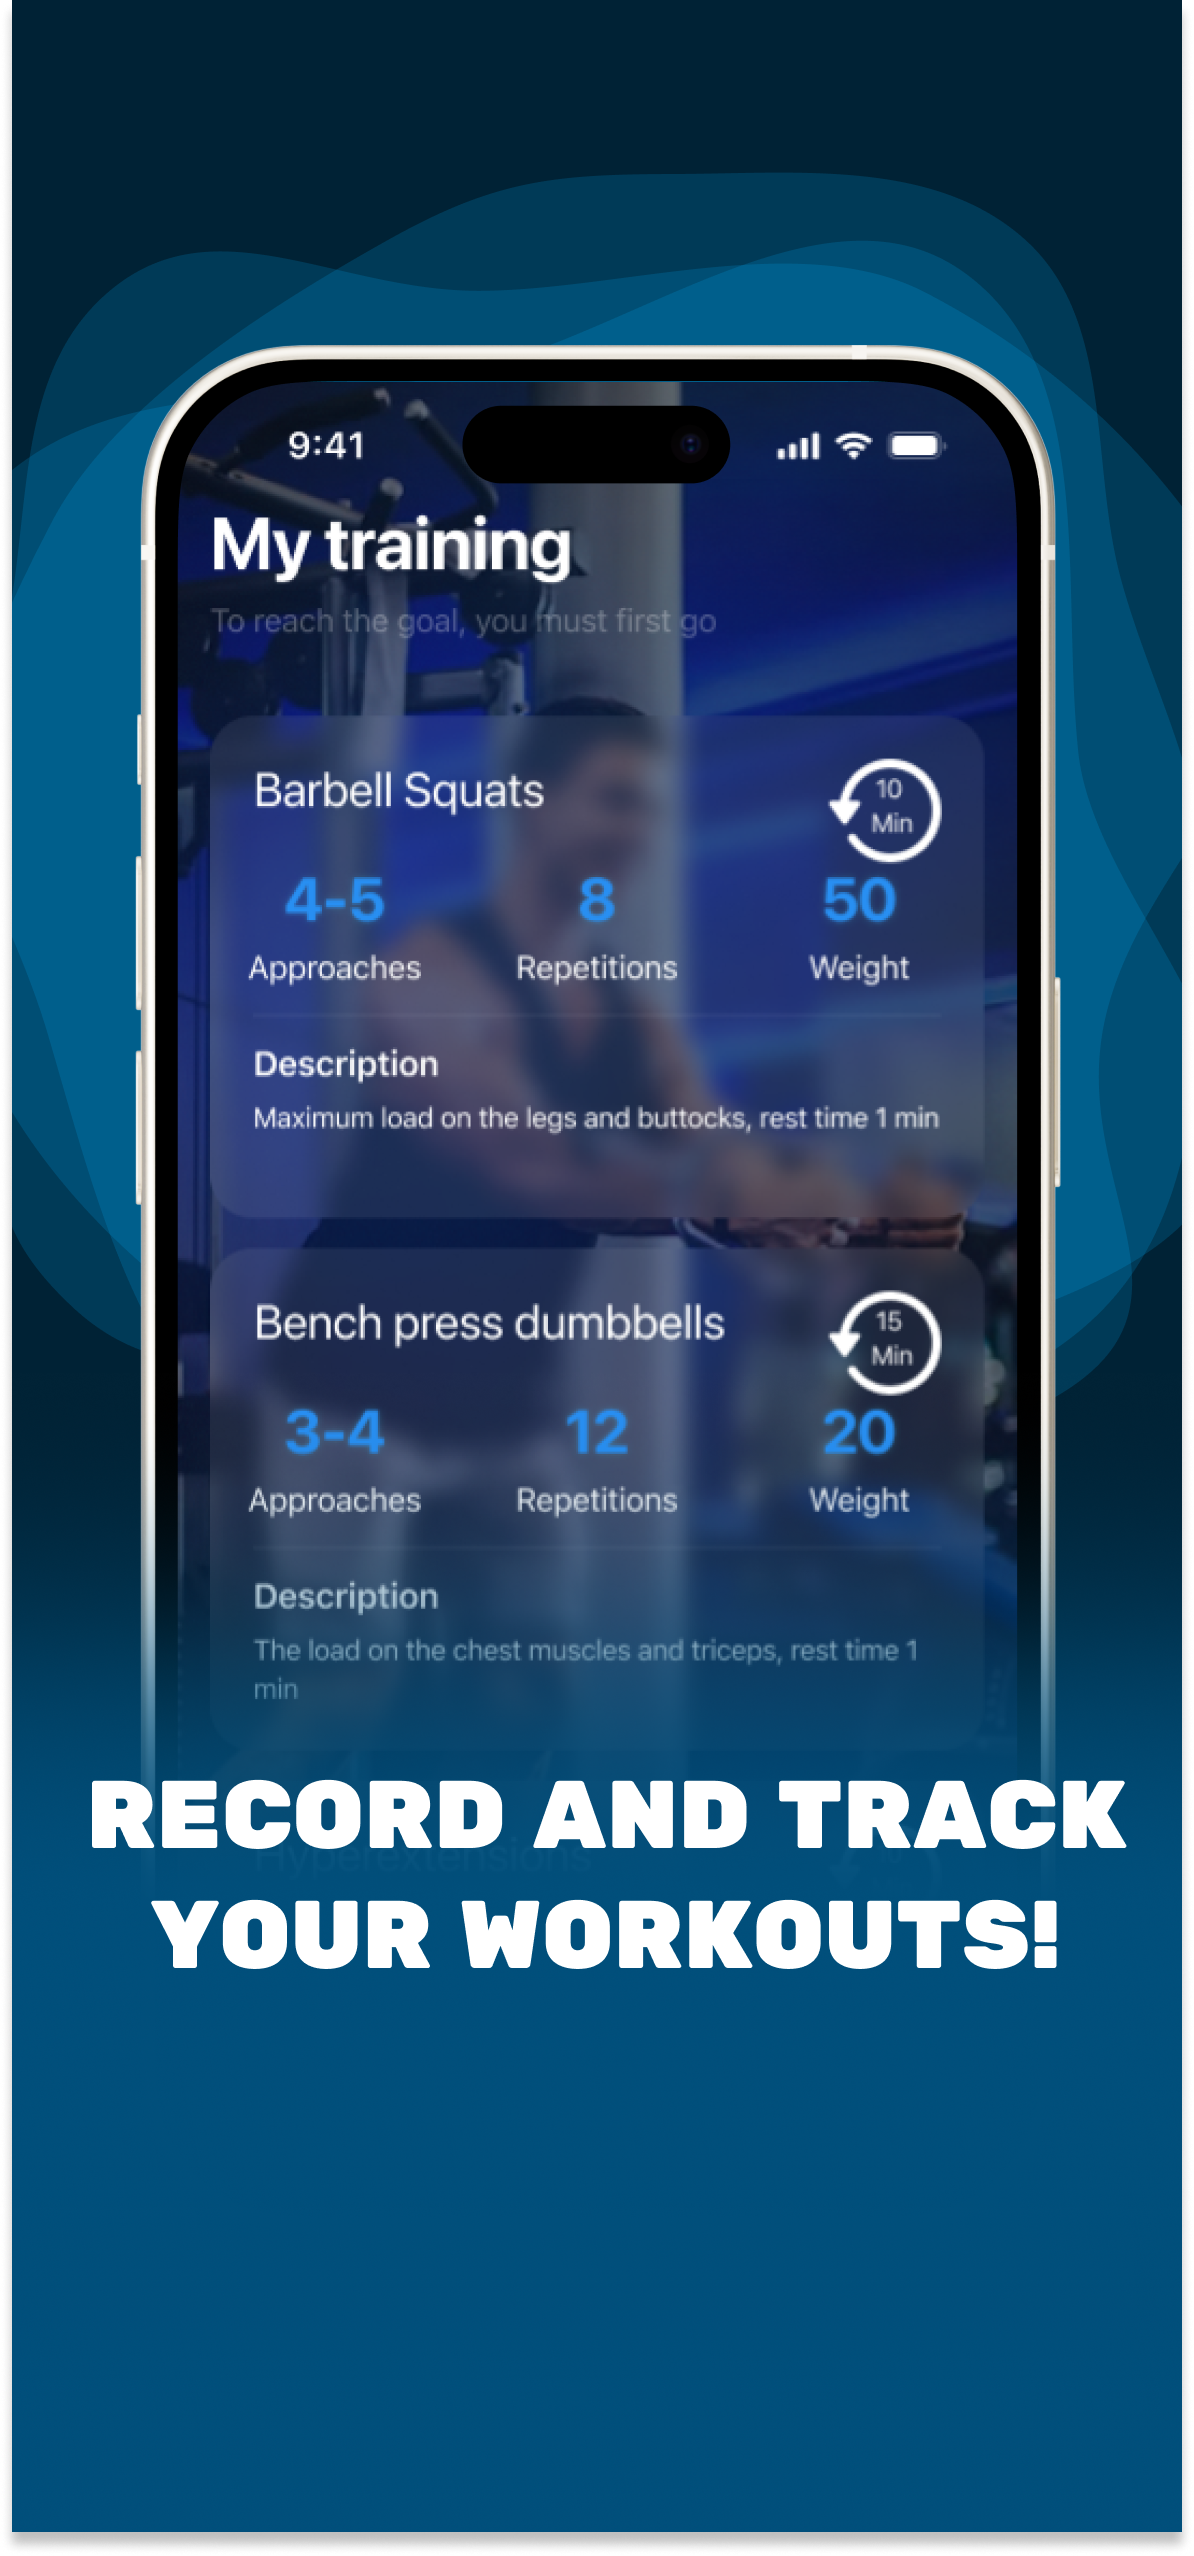 9:41
My training
To reach the goal, you must first go
Barbell Squats
10
Min
4-5
8
50
Approaches
Repetitions
Weight
Description
Maximum load on the legs and buttocks, rest time 1 min
Bench press dumbbells
15
Min
3-4
12
20
Approaches
Repetitions
Weight
Description
The load on the chest muscles and triceps, rest time 1
min
Hyperextensions
RECORD AND TRACK
YOUR WORKOUTS!